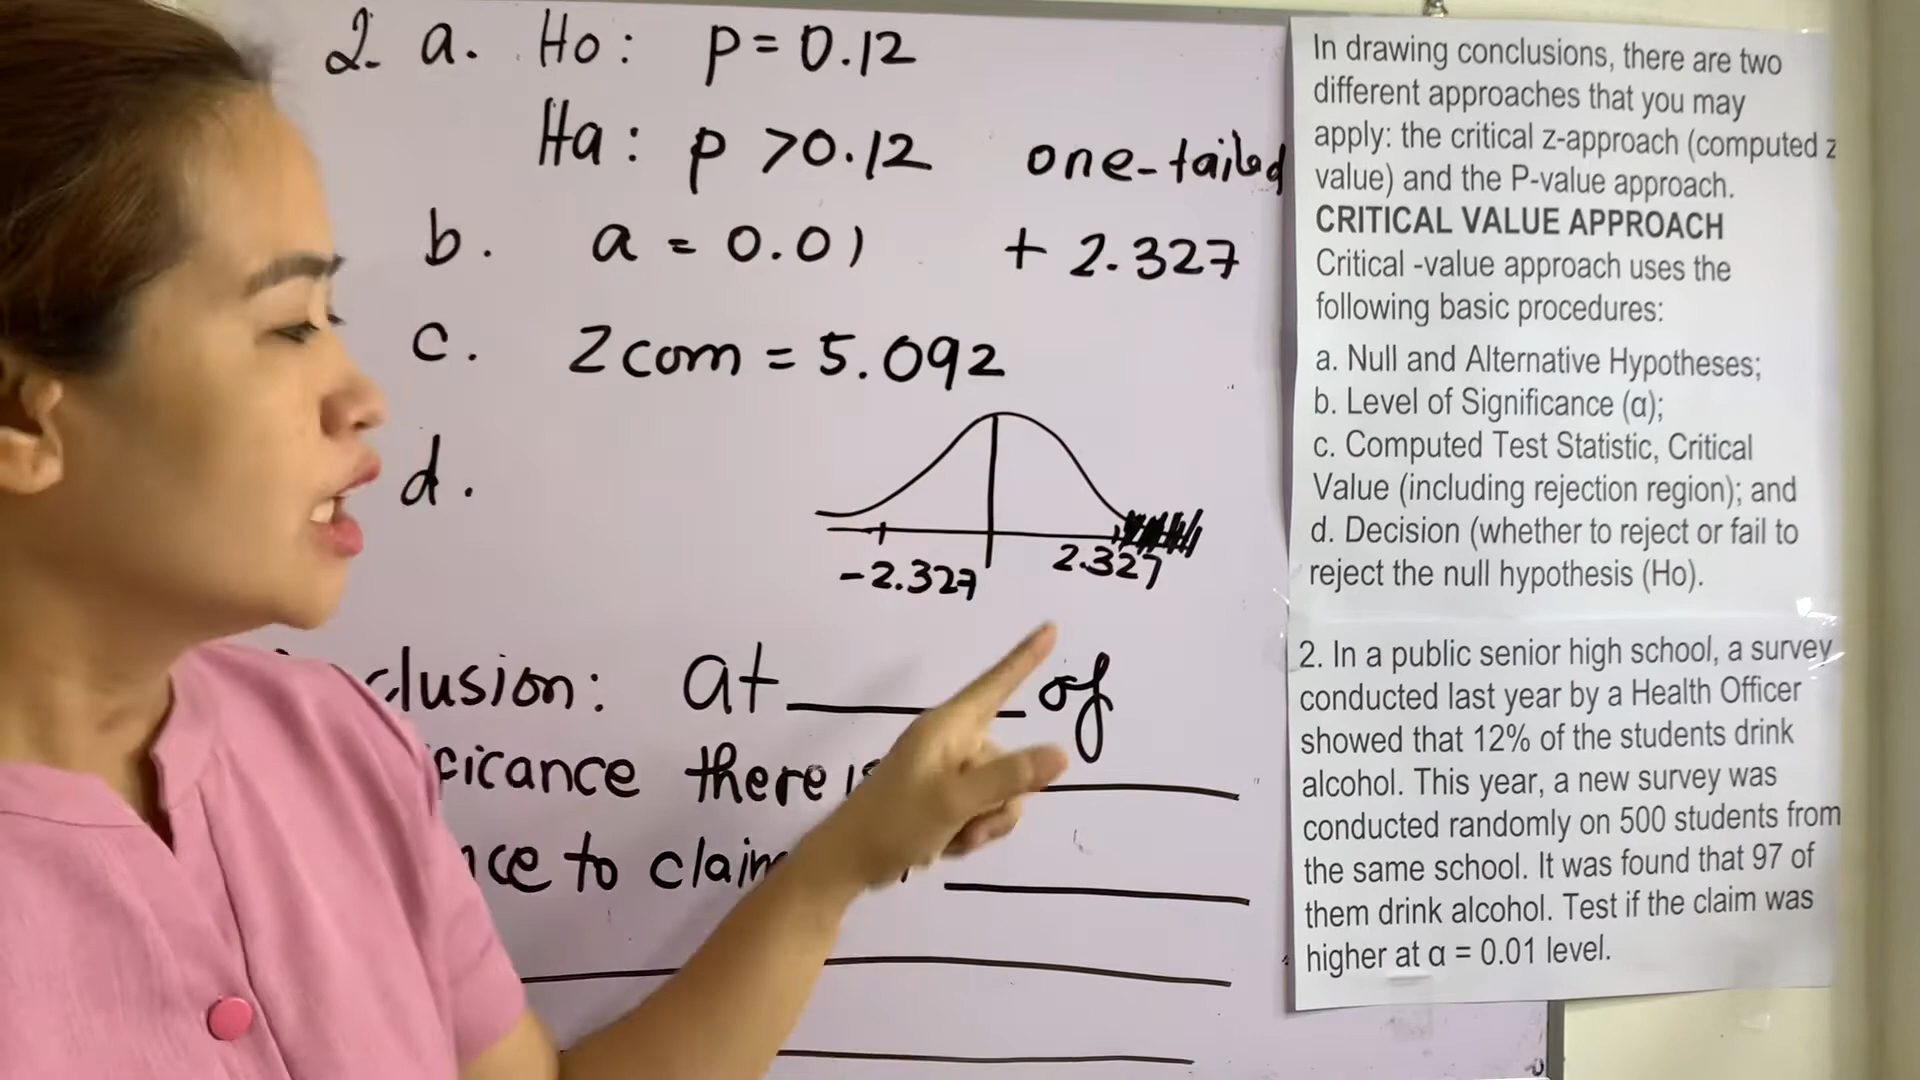 2. a. Ho: p = 0.12
Ha: p > 0.12 one-tailed
b. a = 0.01 + 2.327
c. Zcom = 5.092
d.
-2.327 2.327
clusion: at ______ of
ficance there is ______
nce to claim ______
In drawing conclusions, there are two
different approaches that you may
apply: the critical z-approach (computed z
value) and the P-value approach.
CRITICAL VALUE APPROACH
Critical -value approach uses the
following basic procedures:
a. Null and Alternative Hypotheses;
b. Level of Significance (α);
c. Computed Test Statistic, Critical
Value (including rejection region); and
d. Decision (whether to reject or fail to
reject the null hypothesis (Ho).
2. In a public senior high school, a survey
conducted last year by a Health Officer
showed that 12% of the students drink
alcohol. This year, a new survey was
conducted randomly on 500 students from
the same school. It was found that 97 of
them drink alcohol. Test if the claim was
higher at α = 0.01 level.